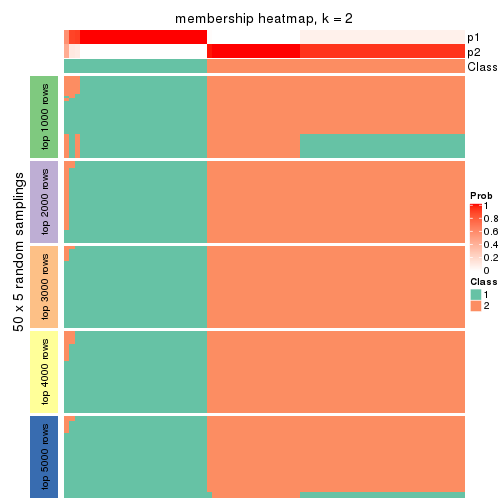 membership heatmap, k = 2
p1
p2
Class
50 x 5 random samplings
top 1000 rows
top 2000 rows
top 3000 rows
top 4000 rows
top 5000 rows
Prob
1
0.8
0.6
0.4
0.2
0
Class
1
2